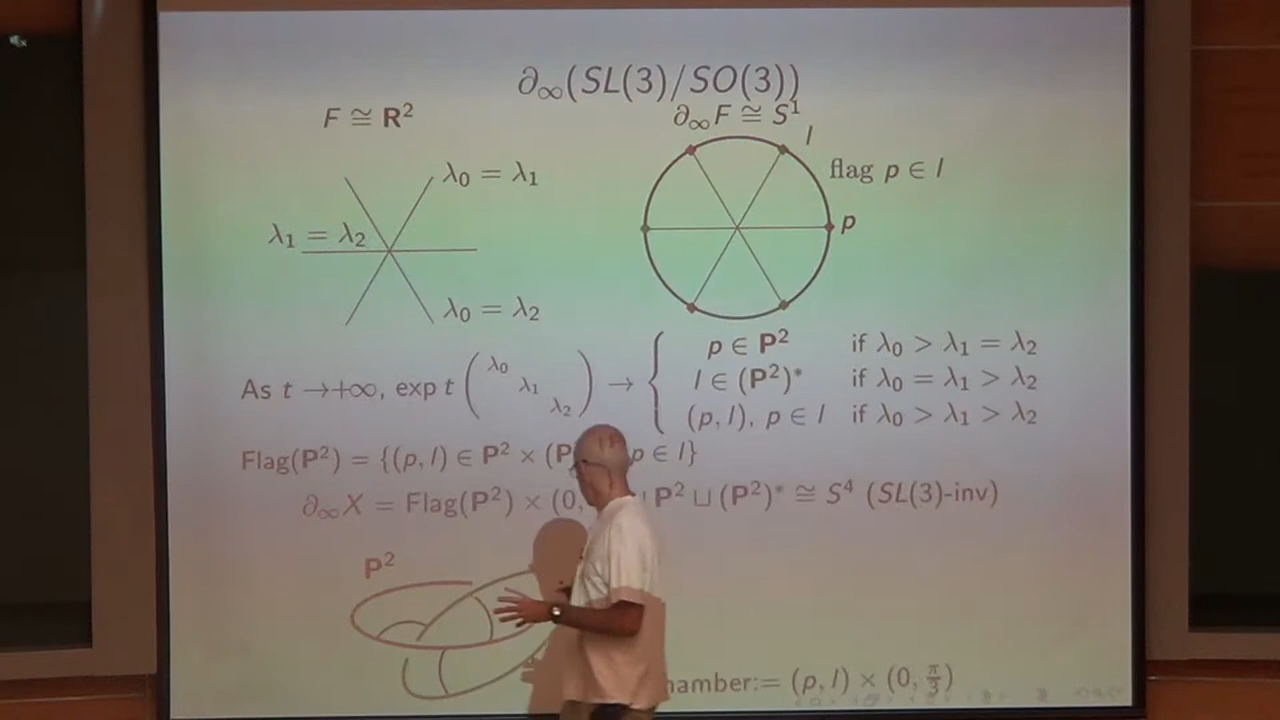 ∂∞(SL(3)/SO(3))
F ≅ R²
∂∞F ≅ S¹
l
λ₀ = λ₁
flag p ∈ l
λ₁ = λ₂
p
λ₀ = λ₂
p ∈ P² if λ₀ > λ₁ = λ₂
As t →+∞, exp t ( λ₀ λ₁ λ₂ ) → { l ∈ (P²)* if λ₀ = λ₁ > λ₂
(p, l), p ∈ l if λ₀ > λ₁ > λ₂
Flag(P²) = {(p, l) ∈ P² × (P p ∈ l}
∂∞X = Flag(P²) × (0, P² ⊔ (P²)* ≅ S⁴ (SL(3)-inv)
P²
:= (p, l) × (0, π/3)